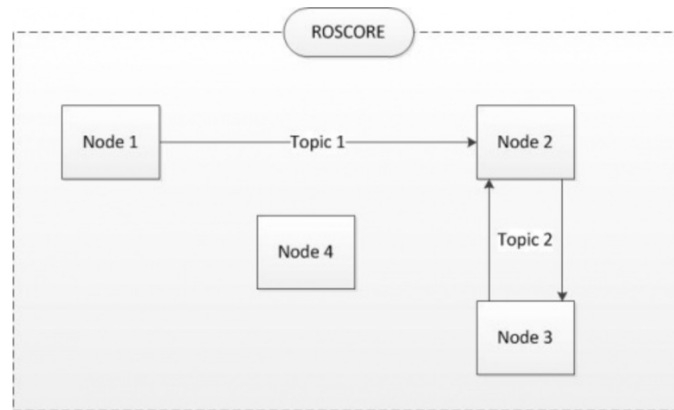 ROSCORE
Node 1
Topic 1
Node 2
Node 4
Topic 2
Node 3